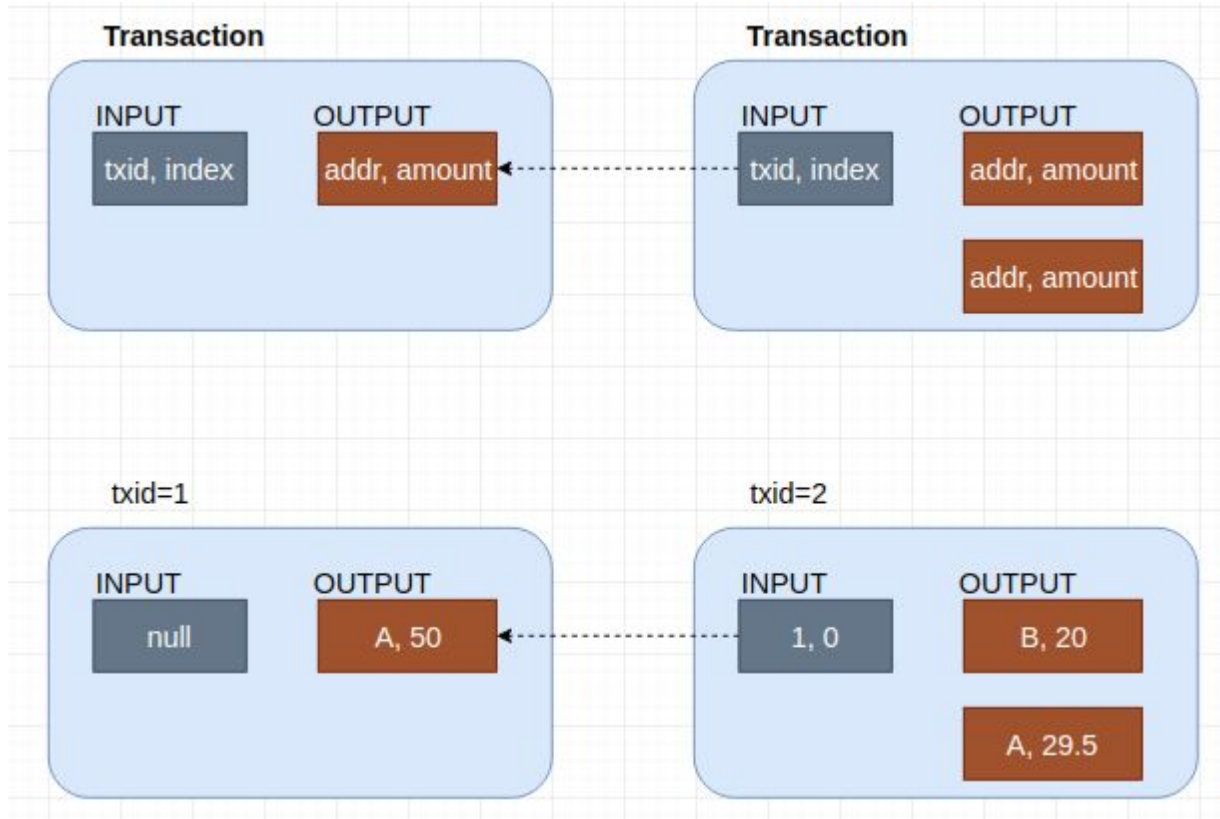 Transaction
INPUT
OUTPUT
txid, index
addr, amount
Transaction
INPUT
OUTPUT
txid, index
addr, amount
addr, amount
txid=1
INPUT
OUTPUT
null
A, 50
txid=2
INPUT
OUTPUT
1, 0
B, 20
A, 29.5